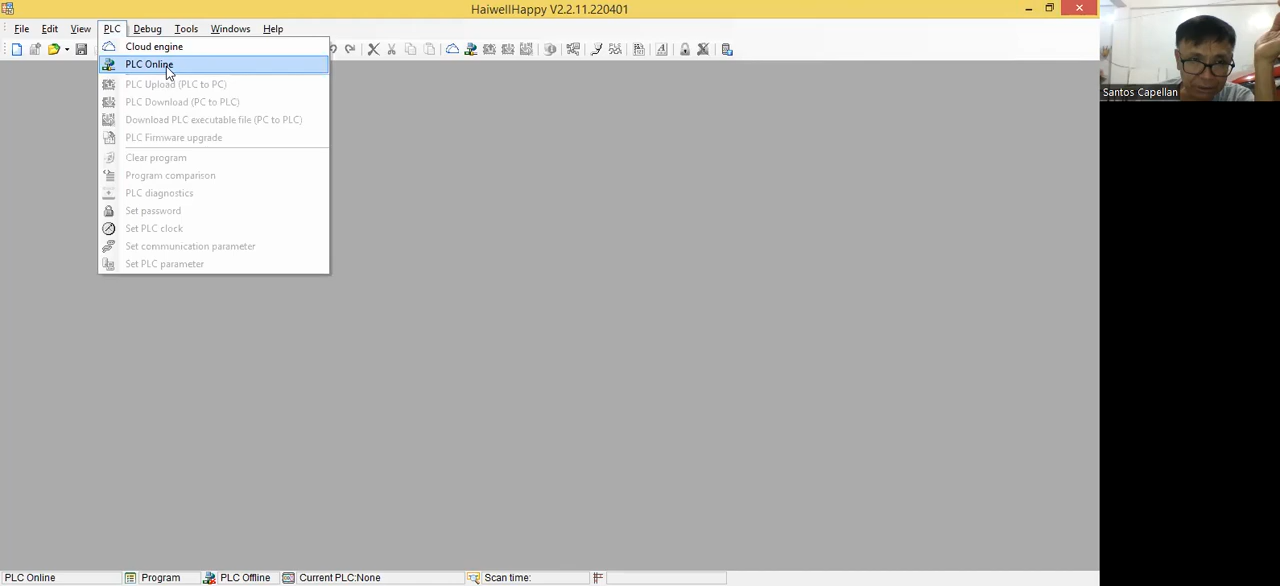 HaiwellHappy V2.2.11.220401
File Edit View PLC Debug Tools Windows Help
Cloud engine
PLC Online
PLC Upload (PLC to PC)
PLC Download (PC to PLC)
Download PLC executable file (PC to PLC)
PLC Firmware upgrade
Clear program
Program comparison
PLC diagnostics
Set password
Set PLC clock
Set communication parameter
Set PLC parameter
Santos Capellan
PLC Online Program PLC Offline Current PLC:None Scan time: